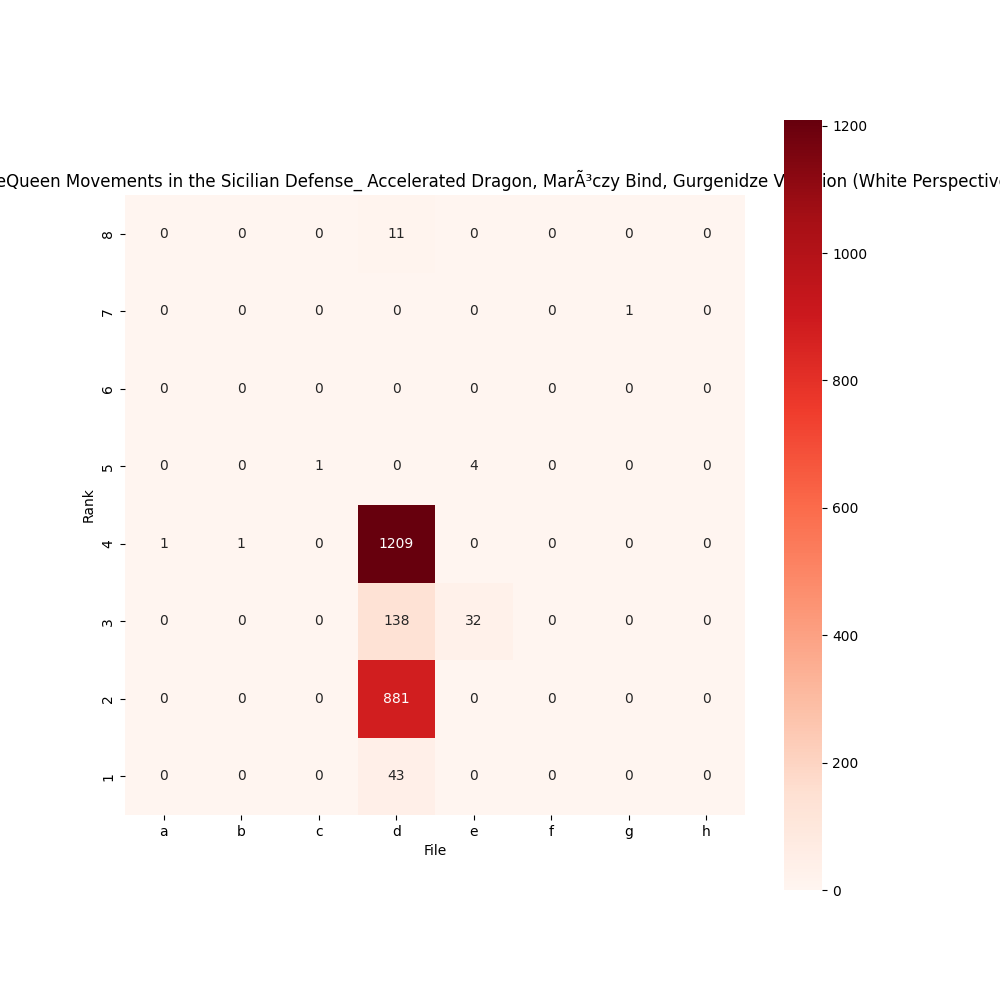 eQueen Movements in the Sicilian Defense_ Accelerated Dragon, MarÃ³czy Bind, Gurgenidze V ion (White Perspectiv
1200
8 0 0 0 11 0 0 0 0
1000
7 0 0 0 0 0 0 1 0
6 0 0 0 0 0 0 0 0
800
5 0 0 1 0 4 0 0 0
Rank
600
4 1 1 0 1209 0 0 0 0
3 0 0 0 138 32 0 0 0
400
2 0 0 0 881 0 0 0 0
200
1 0 0 0 43 0 0 0 0
a b c d e f g h
File
0